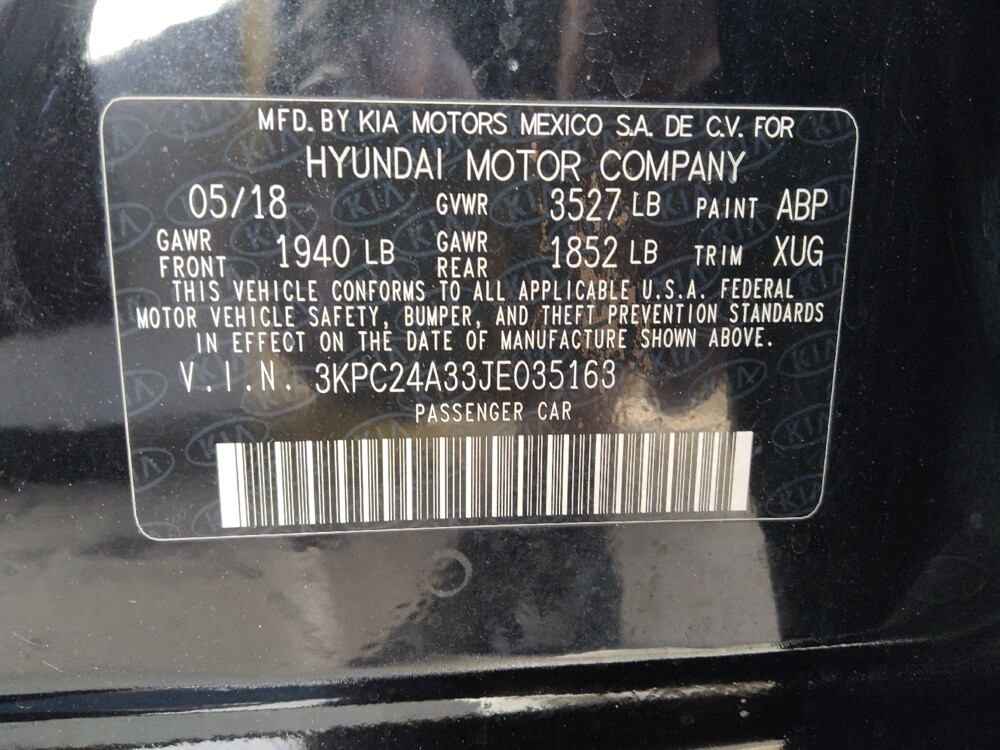 MFD. BY KIA MOTORS MEXICO S.A. DE C.V. FOR
HYUNDAI MOTOR COMPANY
05/18 GVWR 3527 LB PAINT ABP
GAWR FRONT 1940 LB GAWR REAR 1852 LB TRIM XUG
THIS VEHICLE CONFORMS TO ALL APPLICABLE U.S.A. FEDERAL
MOTOR VEHICLE SAFETY, BUMPER, AND THEFT PREVENTION STANDARDS
IN EFFECT ON THE DATE OF MANUFACTURE SHOWN ABOVE.
V.I.N. 3KPC24A33JE035163
PASSENGER CAR